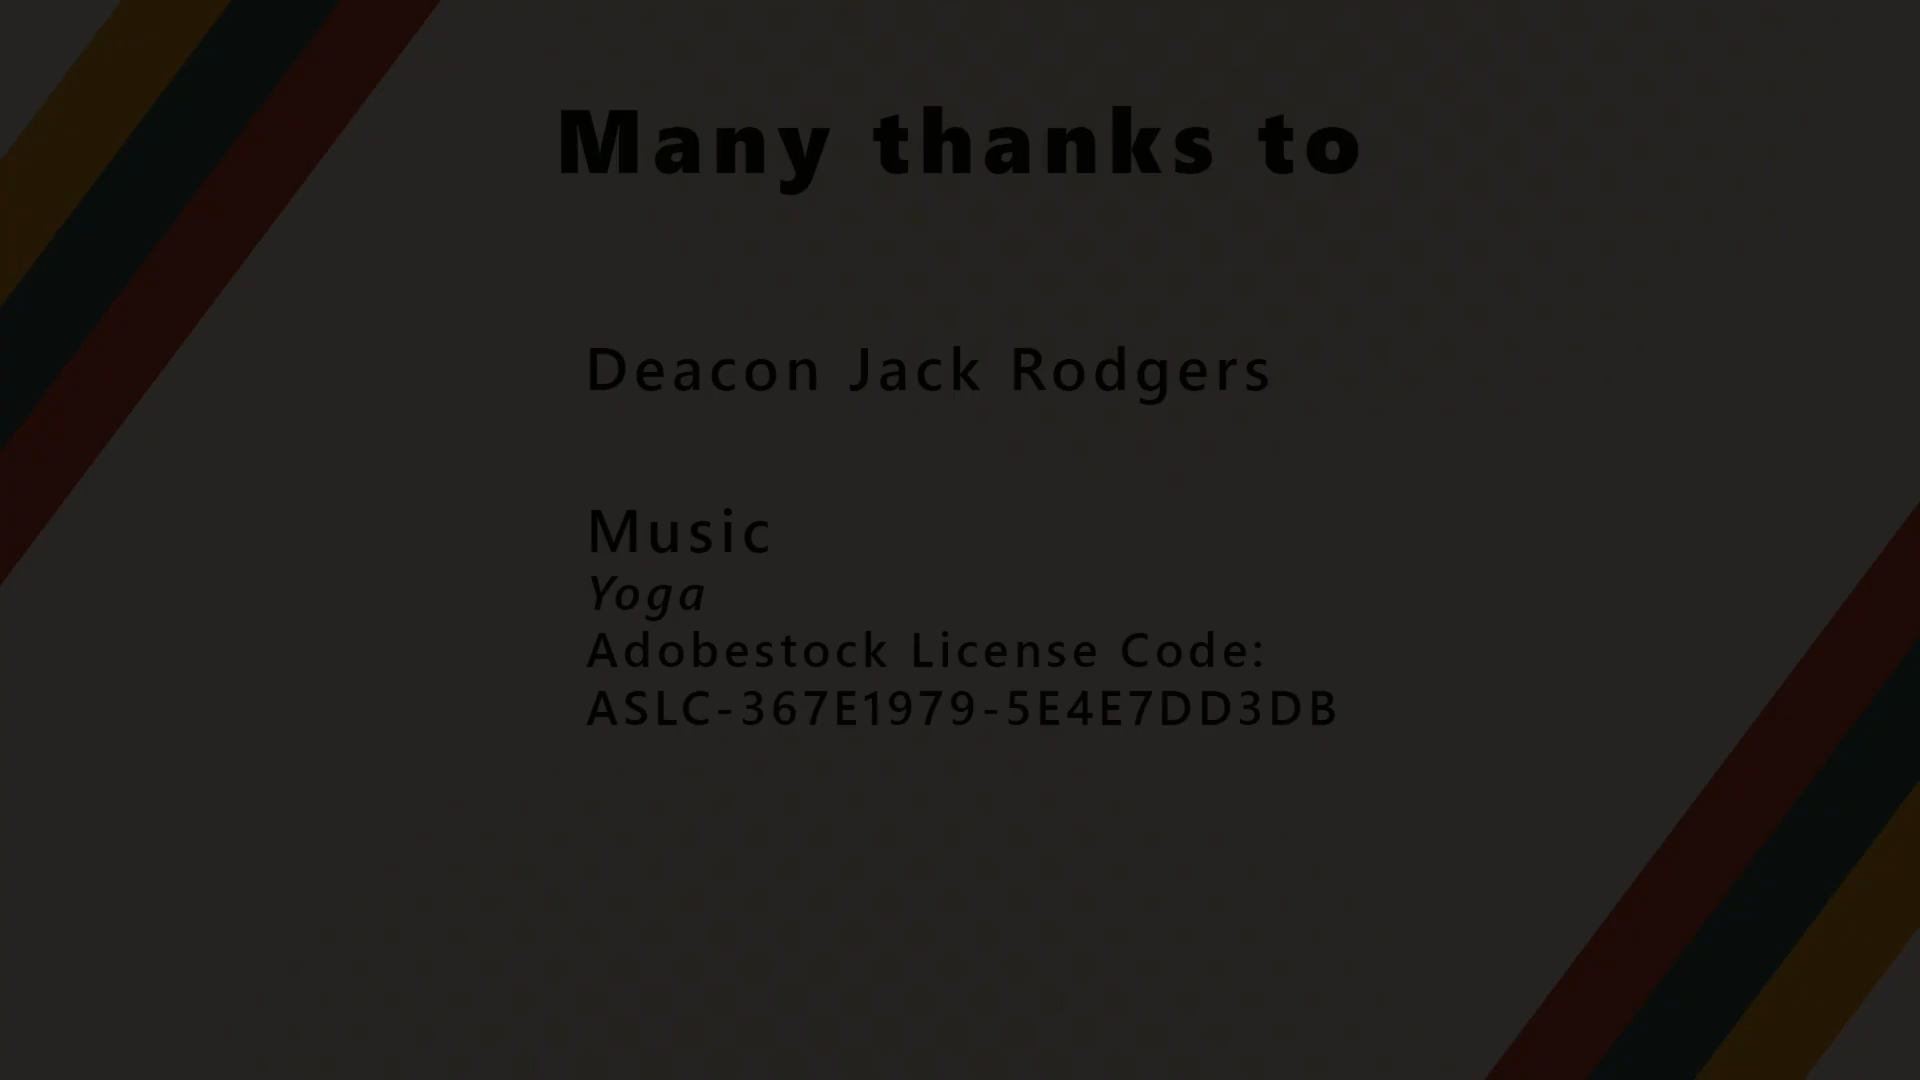 Many thanks to
Deacon Jack Rodgers
Music
Yoga
Adobestock License Code:
ASLC-367E1979-5E4E7DD3DB